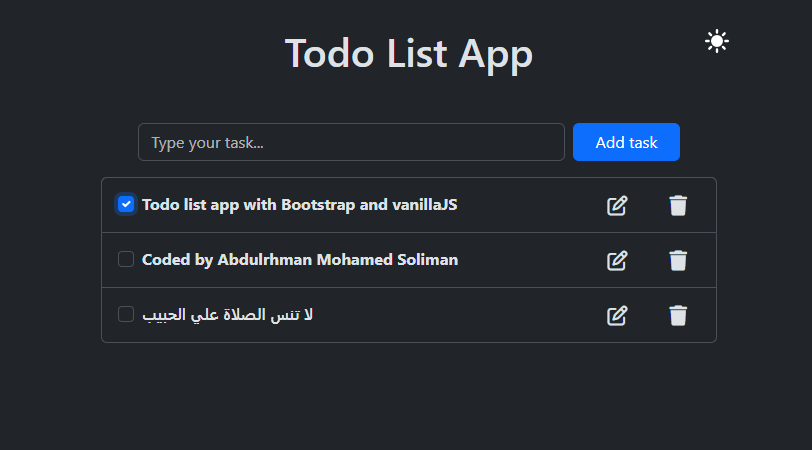 Todo List App
Type your task...
Add task
Todo list app with Bootstrap and vanillaJS
Coded by Abdulrhman Mohamed Soliman
لا تنس الصلاة علي الحبيب